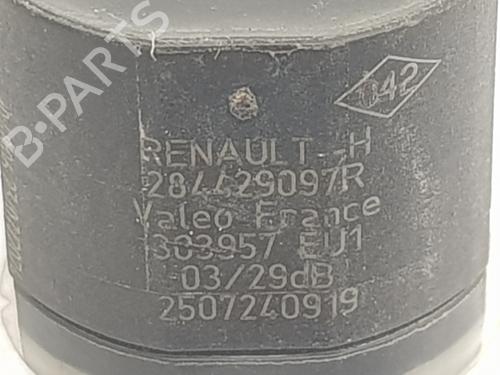 B-PARTS
042
RENAULT-H
284429097R
Valeo France
303957 EU1
03/29dB
2507240919